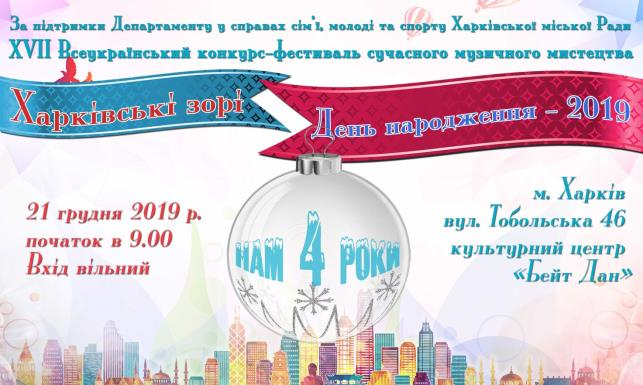 За підтримки Департаменту у справах сім'ї, молоді та спорту Харківської міської Ради
XVII Всеукраїнський конкурс-фестиваль сучасного музичного мистецтва
Харківські зорі
День народження - 2019
21 грудня 2019 р.
початок в 9.00
Вхід вільний
НАМ 4 РОКИ
м. Харків
вул. Тобольська 46
культурний центр
«Бейт Дан»